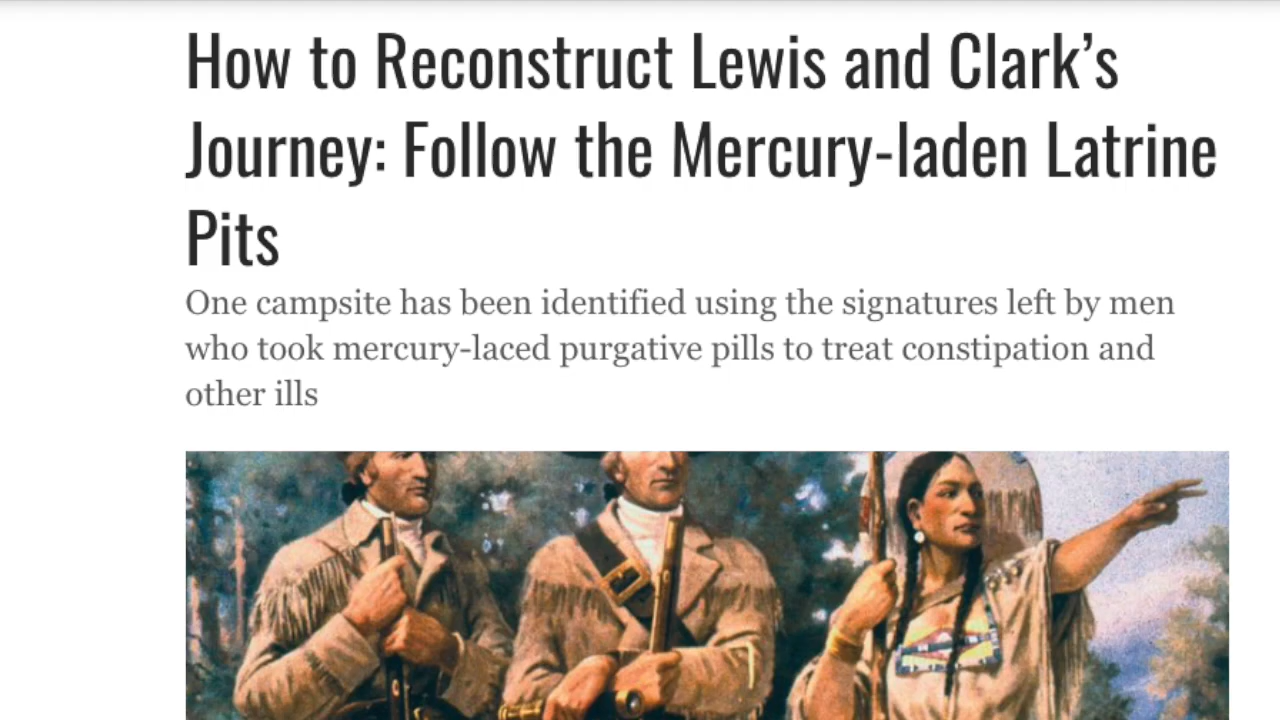 How to Reconstruct Lewis and Clark’s
Journey: Follow the Mercury-laden Latrine
Pits
One campsite has been identified using the signatures left by men
who took mercury-laced purgative pills to treat constipation and
other ills